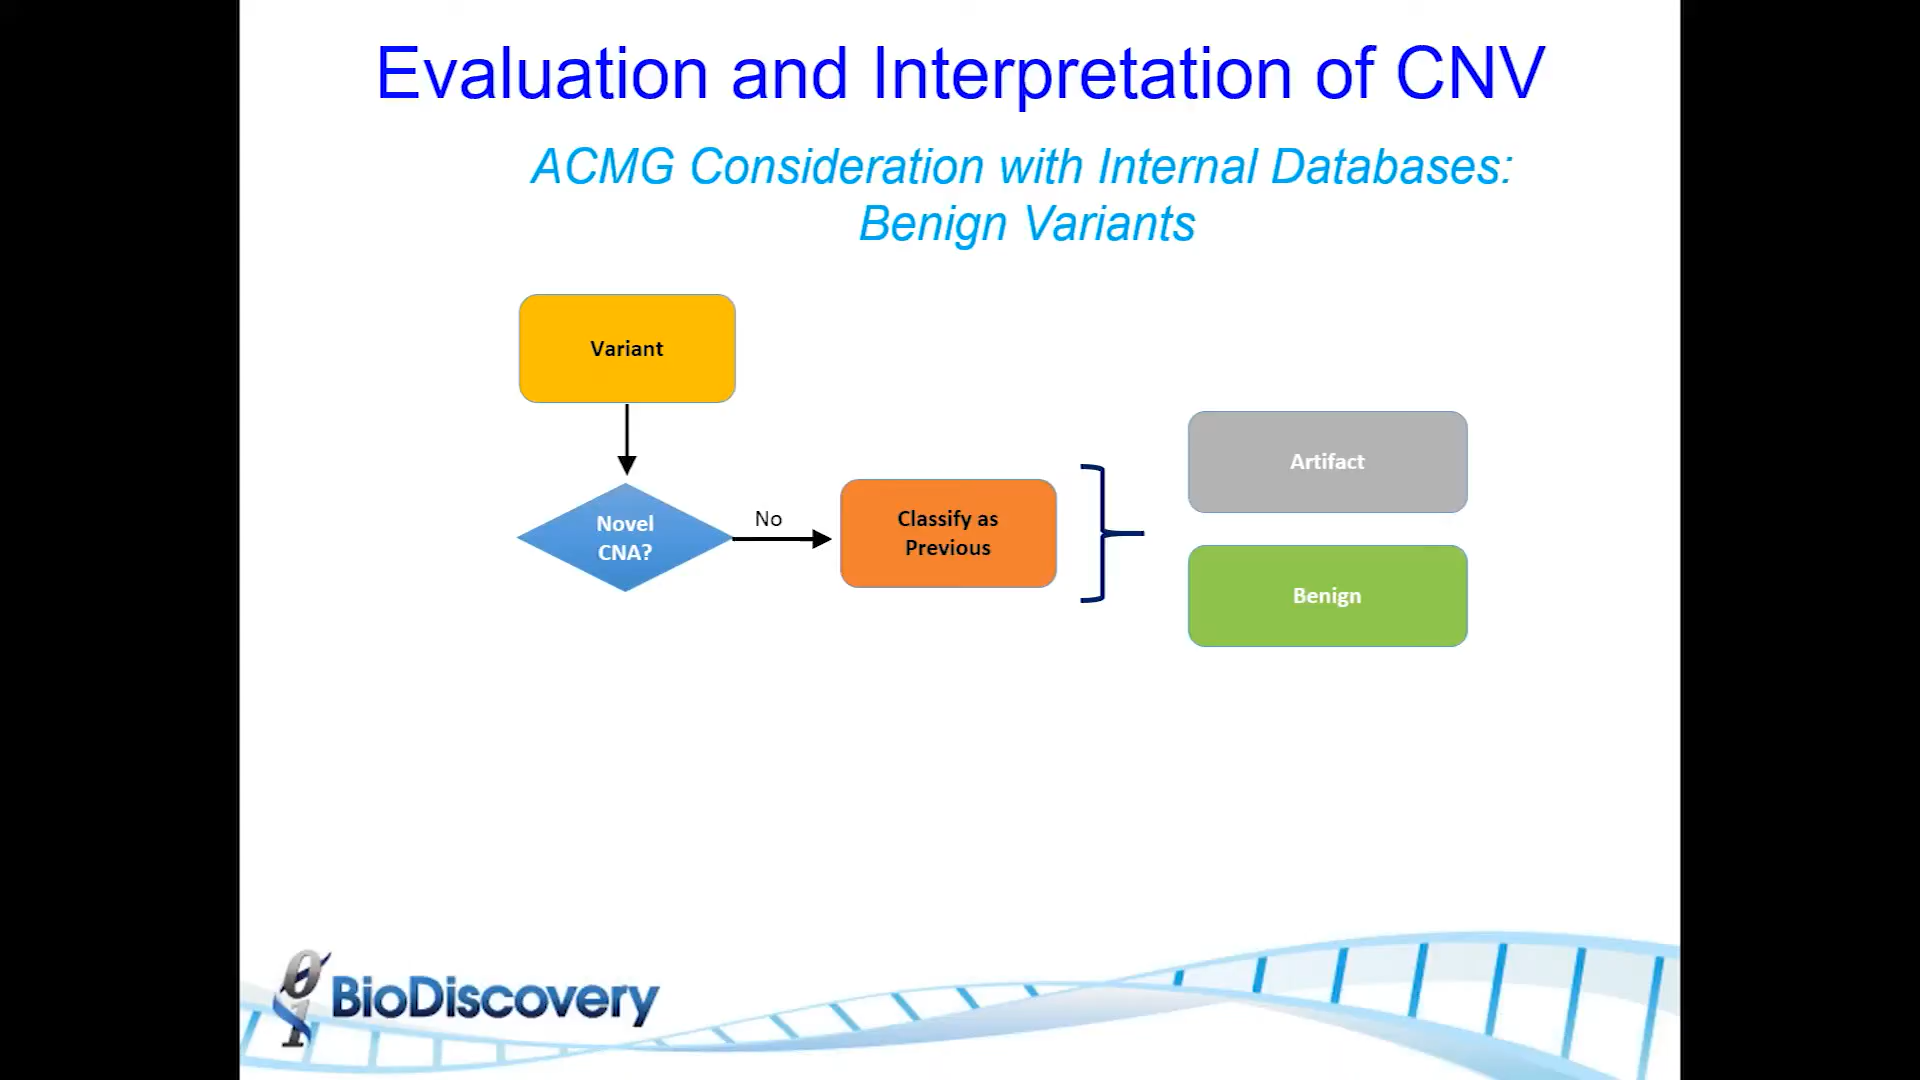 Evaluation and Interpretation of CNV
ACMG Consideration with Internal Databases:
Benign Variants
Variant
Novel
CNA?
No
Classify as
Previous
Artifact
Benign
BioDiscovery